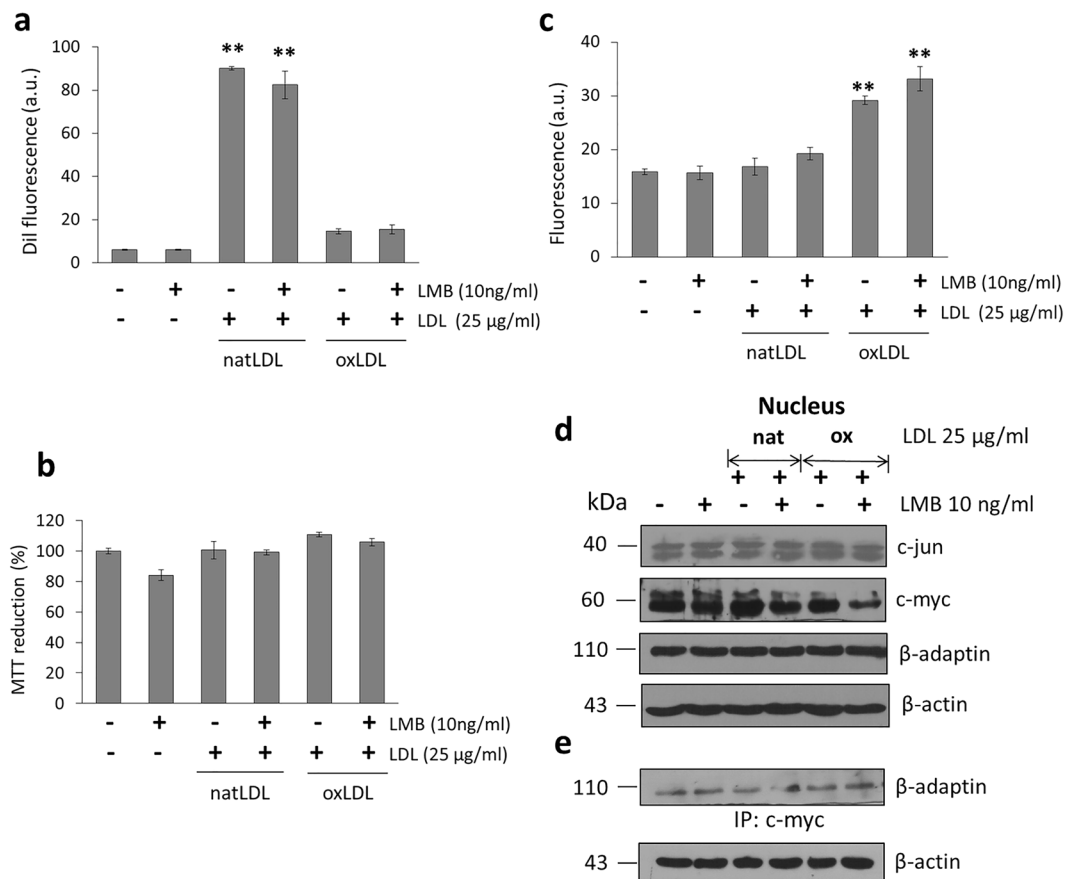 a
DiI fluorescence (a.u.)
100
80
60
40
20
0
** **
- + - + - + LMB (10ng/ml)
- - + + + + LDL (25 µg/ml)
natLDL oxLDL
c
Fluorescence (a.u.)
40
30
20
10
0
** **
- + - + - + LMB (10ng/ml)
- - + + + + LDL (25 µg/ml)
natLDL oxLDL
b
MTT reduction (%)
120
100
80
60
40
20
0
- + - + - + LMB (10ng/ml)
- - + + + + LDL (25 µg/ml)
natLDL oxLDL
d
Nucleus
nat ox LDL 25 µg/ml
+ + + +
kDa - + - + - + LMB 10 ng/ml
40 c-jun
60 c-myc
110 β-adaptin
43 β-actin
e
110 β-adaptin
IP: c-myc
43 β-actin